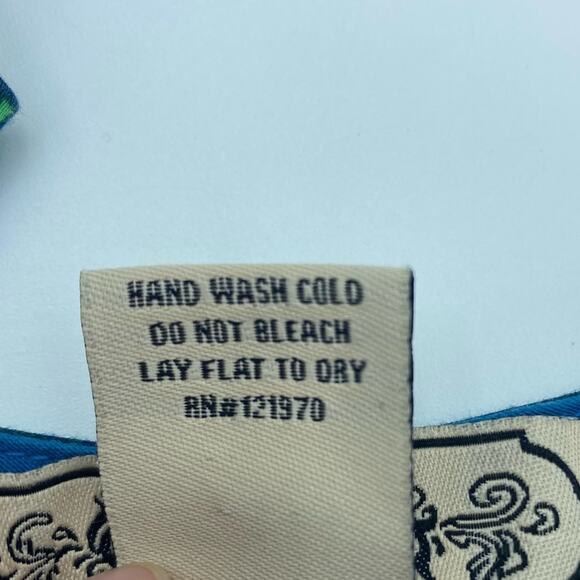 HAND WASH COLD
DO NOT BLEACH
LAY FLAT TO DRY
RN#121970